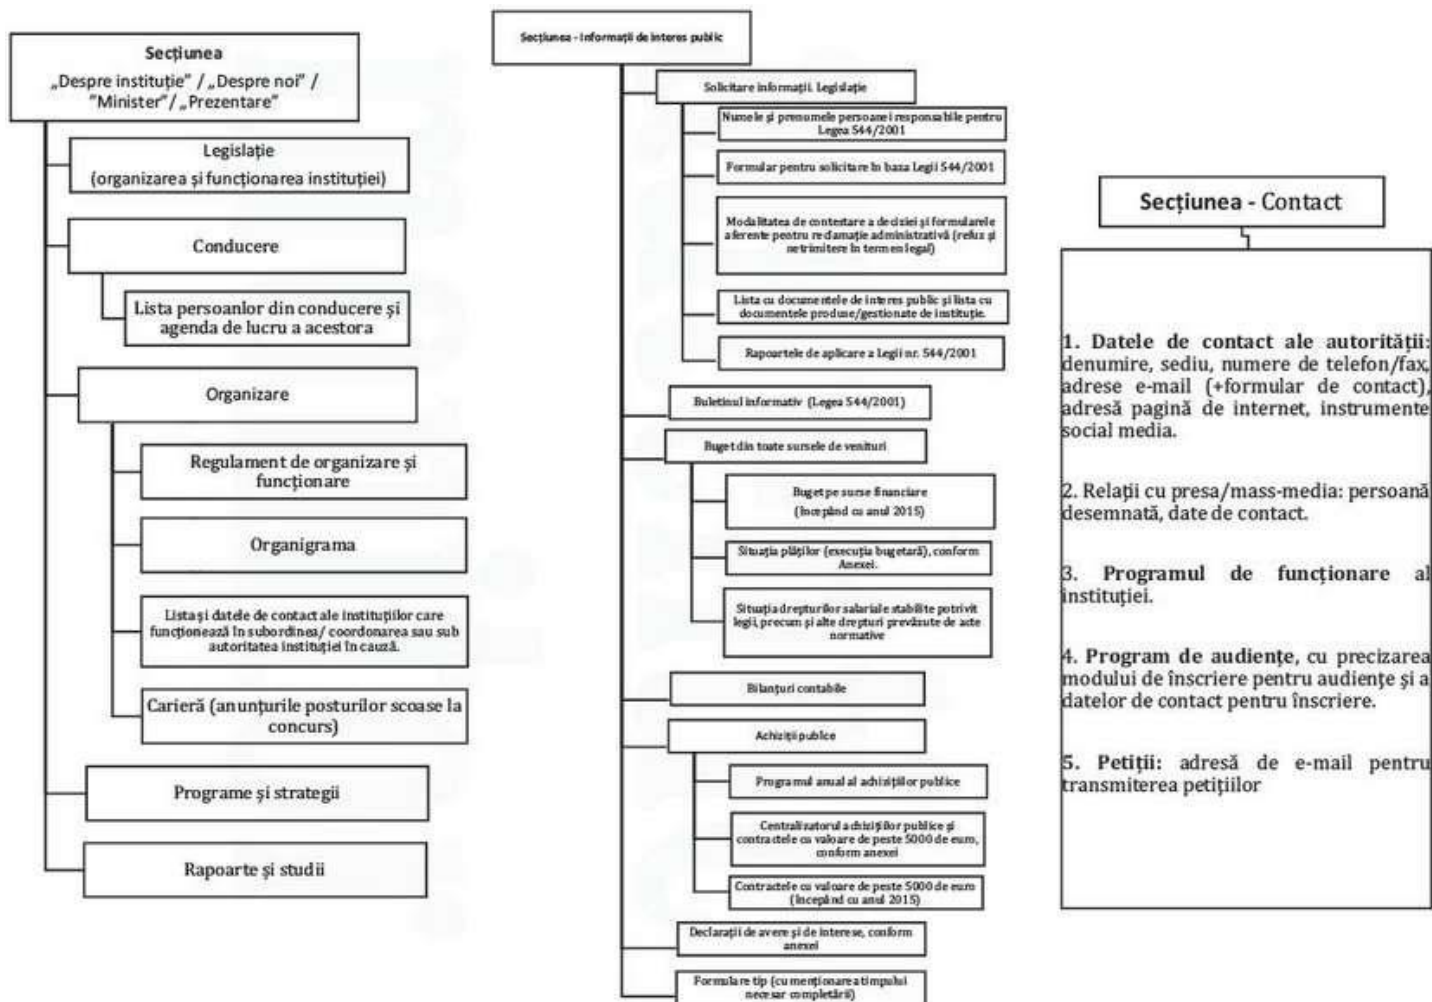 Secțiunea
„Despre instituție” / „Despre noi” /
”Minister”/ „Prezentare”
Legislație
(organizarea și funcționarea instituției)
Conducere
Lista persoanlor din conducere și
agenda de lucru a acestora
Organizare
Regulament de organizare și
funcționare
Organigrama
Lista și datele de contact ale instituțiilor care
funcționează în subordinea/ coordonarea sau sub
autoritatea instituției în cauză.
Carieră (anunțurile posturilor scoase la
concurs)
Programe și strategii
Rapoarte și studii
Secțiunea - Informații de interes public
Solicitare informații. Legislație
Numele și prenumele persoanei responsabile pentru
Legea 544/2001
Formular pentru solicitare în baza Legii 544/2001
Modalitatea de contestare a deciziei și formularele
aferente pentru reclamație administrativă (refuz și
netrimitere în termen legal)
Lista cu documentele de interes public și lista cu
documentele produse/gestionate de instituție.
Rapoartele de aplicare a Legii nr. 544/2001
Buletinul informativ (Legea 544/2001)
Buget din toate sursele de venituri
Buget pe surse financiare
(începând cu anul 2015)
Situația plăților (execuția bugetară), conform
Anexei.
Situația drepturilor salariale stabilite potrivit
legii, precum și alte drepturi prevăzute de acte
normative
Bilanțuri contabile
Achiziții publice
Programul anual al achizițiilor publice
Centralizatorul achizițiilor publice și
contractele cu valoare de peste 5000 de euro,
conform anexei
Contractele cu valoare de peste 5000 de euro
(începând cu anul 2015)
Declarații de avere și de interese, conform
anexei
Formulare tip (cu menționarea timpului
necesar completării)
Secțiunea - Contact
1. Datele de contact ale autorității:
denumire, sediu, numere de telefon/fax,
adrese e-mail (+formular de contact),
adresă pagină de internet, instrumente
social media.
2. Relații cu presa/mass-media: persoană
desemnată, date de contact.
3. Programul de funcționare al
instituției.
4. Program de audiențe, cu precizarea
modului de înscriere pentru audiențe și a
datelor de contact pentru înscriere.
5. Petiții: adresă de e-mail pentru
transmiterea petițiilor